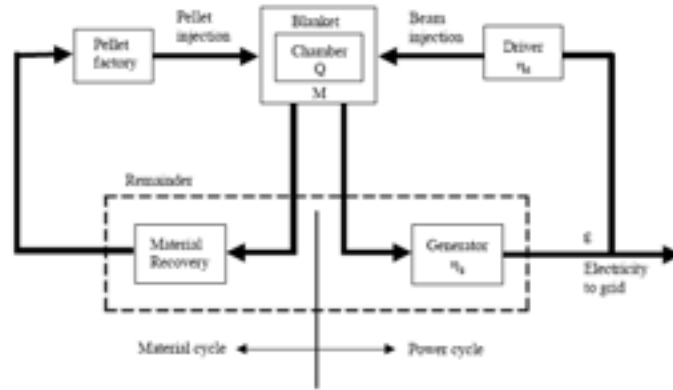 Pellet
injection
Blanket
Beam
injection
Pellet
factory
Chamber
Q
M
Driver
ηd
Remainder
Material
Recovery
Generator
g
Electricity
to grid
Material cycle
Power cycle